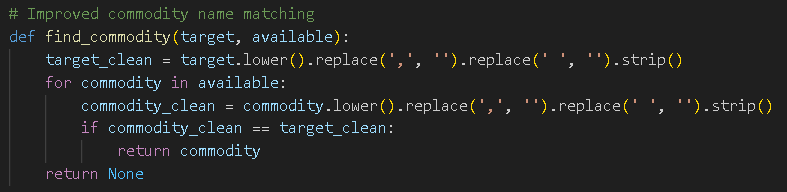 # Improved commodity name matching
def find_commodity(target, available):
    target_clean = target.lower().replace(',', '').replace(' ', '').strip()
    for commodity in available:
        commodity_clean = commodity.lower().replace(',', '').replace(' ', '').strip()
        if commodity_clean == target_clean:
            return commodity
    return None